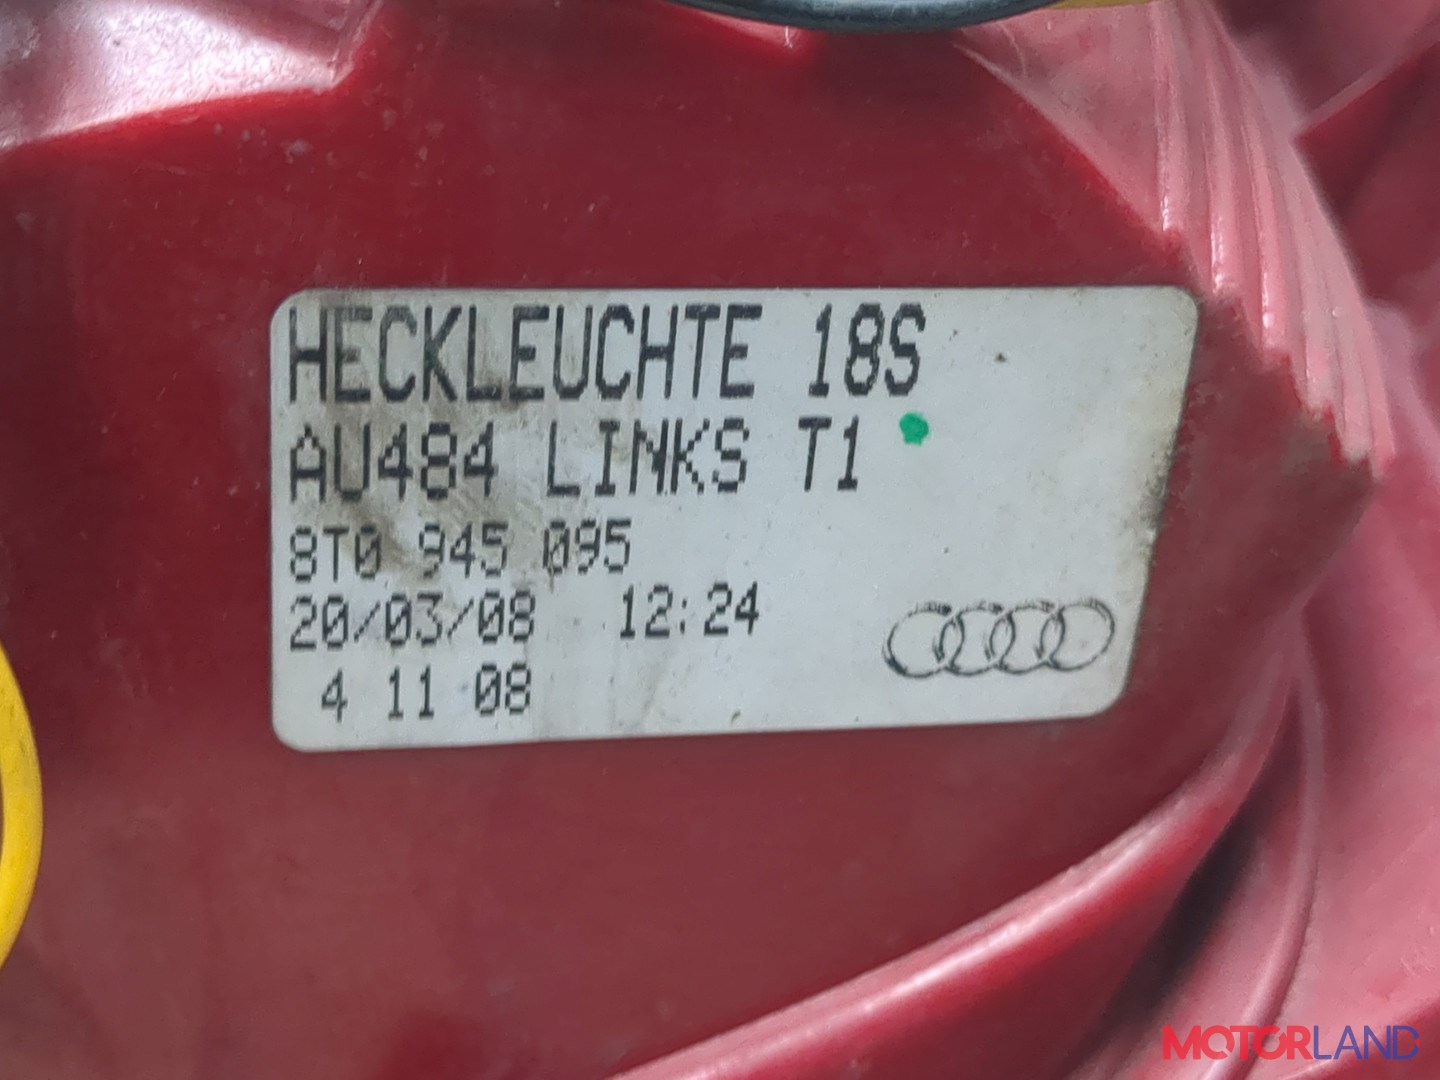 HECKLEUCHTE 18S
AU484 LINKS T1
8T0 945 095
20/03/08 12:24
4 11 08
MOTORLAND